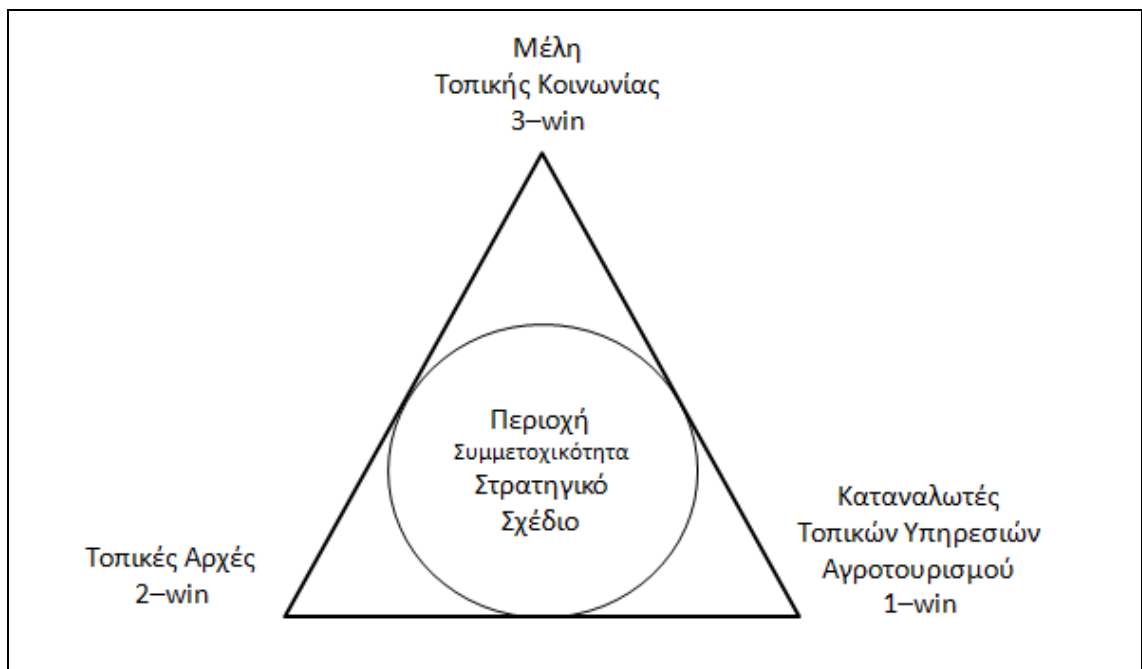 Μέλη
Τοπικής Κοινωνίας
3–win
Περιοχή
Συμμετοχικότητα
Στρατηγικό
Σχέδιο
Τοπικές Αρχές
2–win
Καταναλωτές
Τοπικών Υπηρεσιών
Αγροτουρισμού
1–win